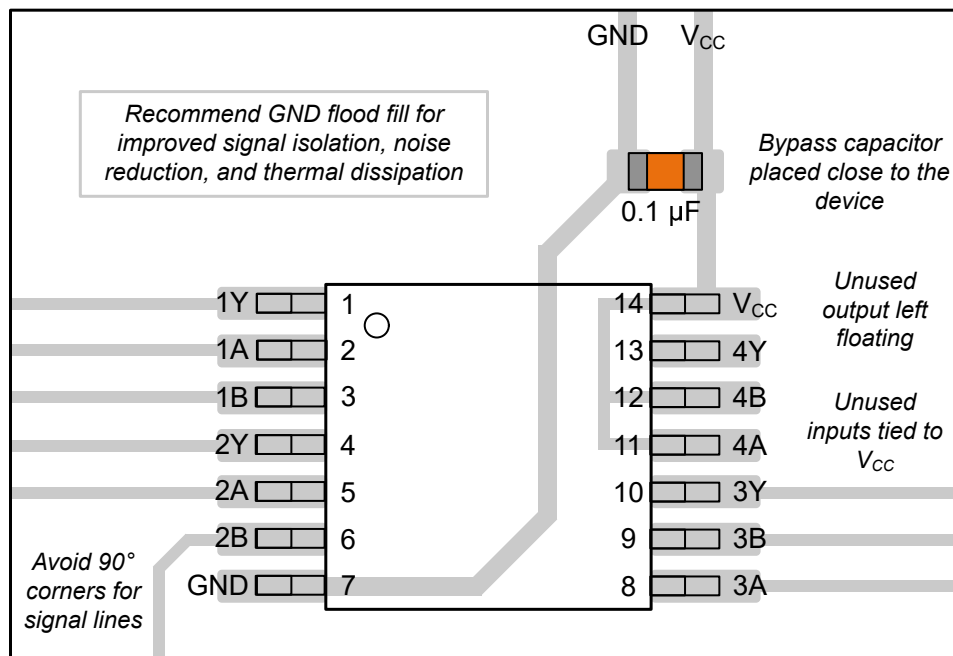 GND VCC
Recommend GND flood fill for
improved signal isolation, noise
reduction, and thermal dissipation
Bypass capacitor
placed close to the
device
0.1 µF
Unused
output left
floating
Unused
inputs tied to
VCC
1Y 1 14 VCC
1A 2 13 4Y
1B 3 12 4B
2Y 4 11 4A
2A 5 10 3Y
2B 6 9 3B
GND 7 8 3A
Avoid 90°
corners for
signal lines